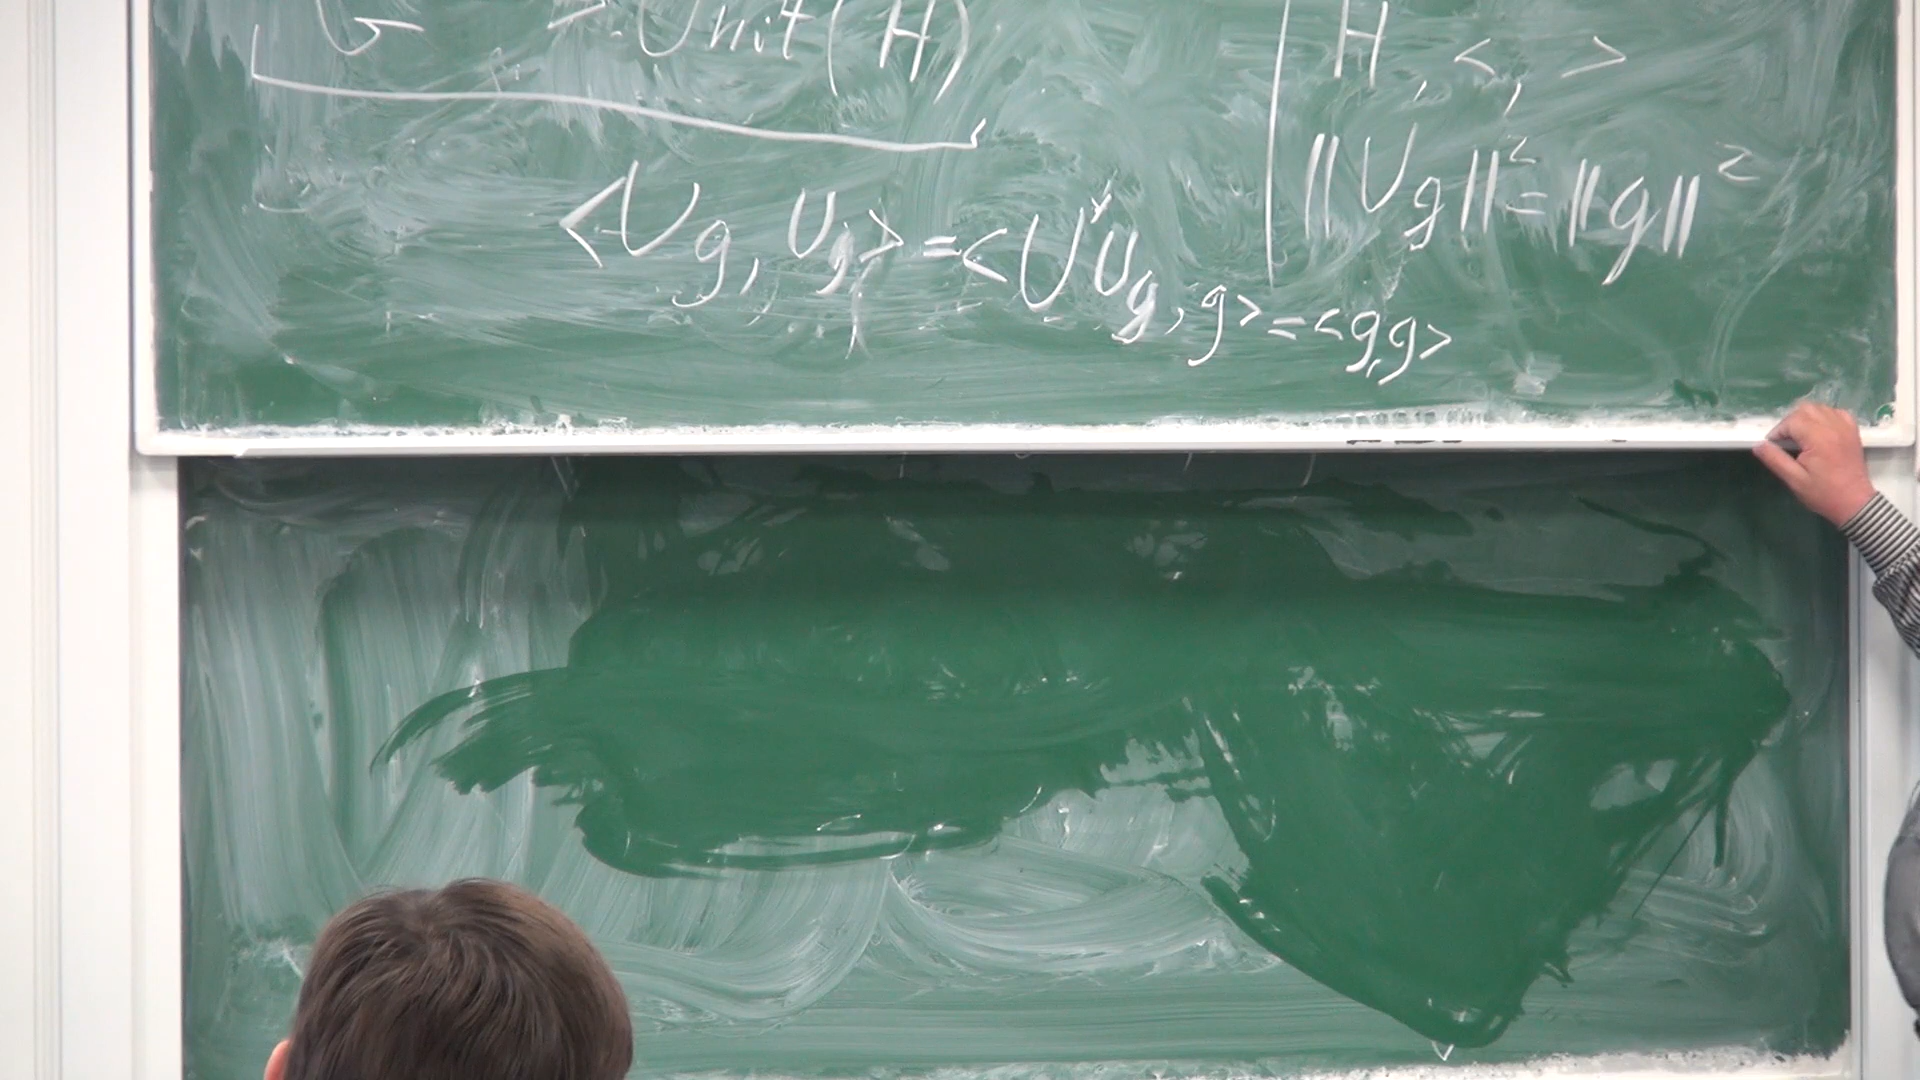 G → Unit(H)
H, < , >
||Ug||² = ||g||²
<Ug, Ug> = <U*Ug, g> = <g,g>